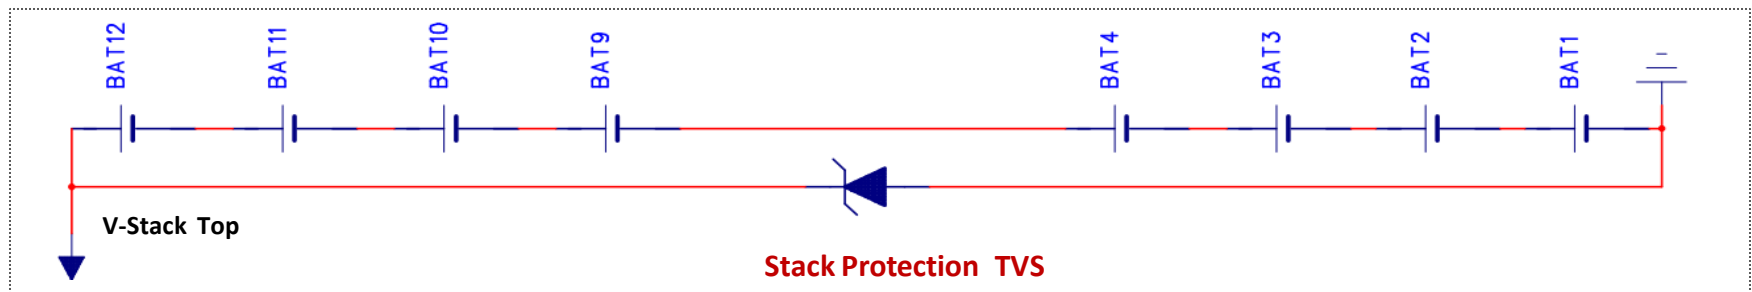 BAT12
BAT11
BAT10
BAT9
BAT4
BAT3
BAT2
BAT1
V-Stack Top
Stack Protection TVS